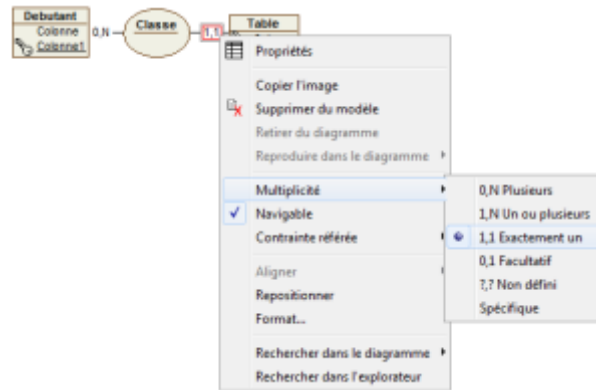 Debutant
Colonne
Colonne1
0,N
Classe
1,1
Table
Propriétés
Copier l'image
Supprimer du modèle
Retirer du diagramme
Reproduire dans le diagramme
Multiplicité
Navigable
Contrainte référée
Aligner
Repositionner
Format...
Rechercher dans le diagramme
Rechercher dans l'explorateur
0,N Plusieurs
1,N Un ou plusieurs
1,1 Exactement un
0,1 Facultatif
?,? Non défini
Spécifique